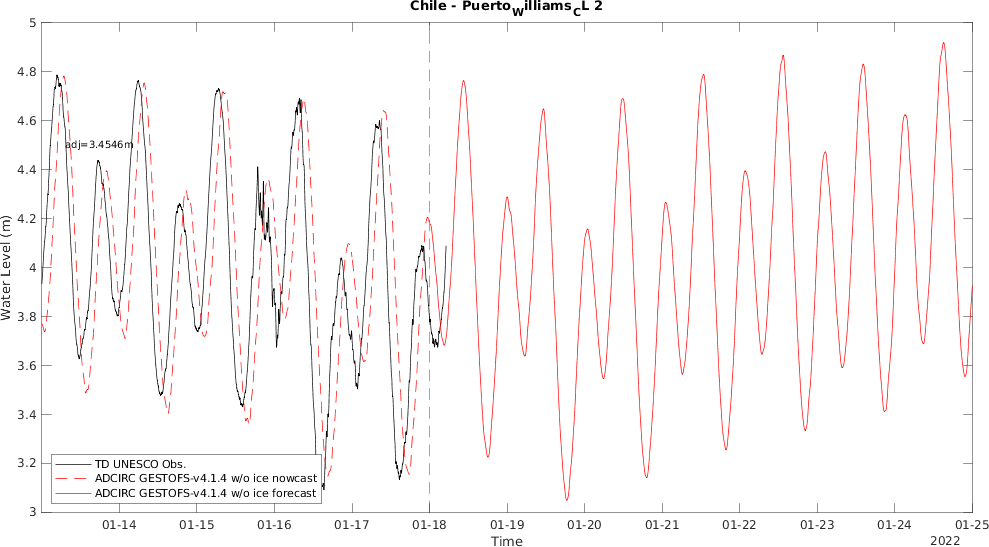 Chile - Puerto_Williams_CL 2
Water Level (m)
5
4.8
4.6
4.4
4.2
4
3.8
3.6
3.4
3.2
3
adj=3.4546m
TD UNESCO Obs.
ADCIRC GESTOFS-v4.1.4 w/o ice nowcast
ADCIRC GESTOFS-v4.1.4 w/o ice forecast
01-14 01-15 01-16 01-17 01-18 01-19 01-20 01-21 01-22 01-23 01-24 01-25
Time
2022